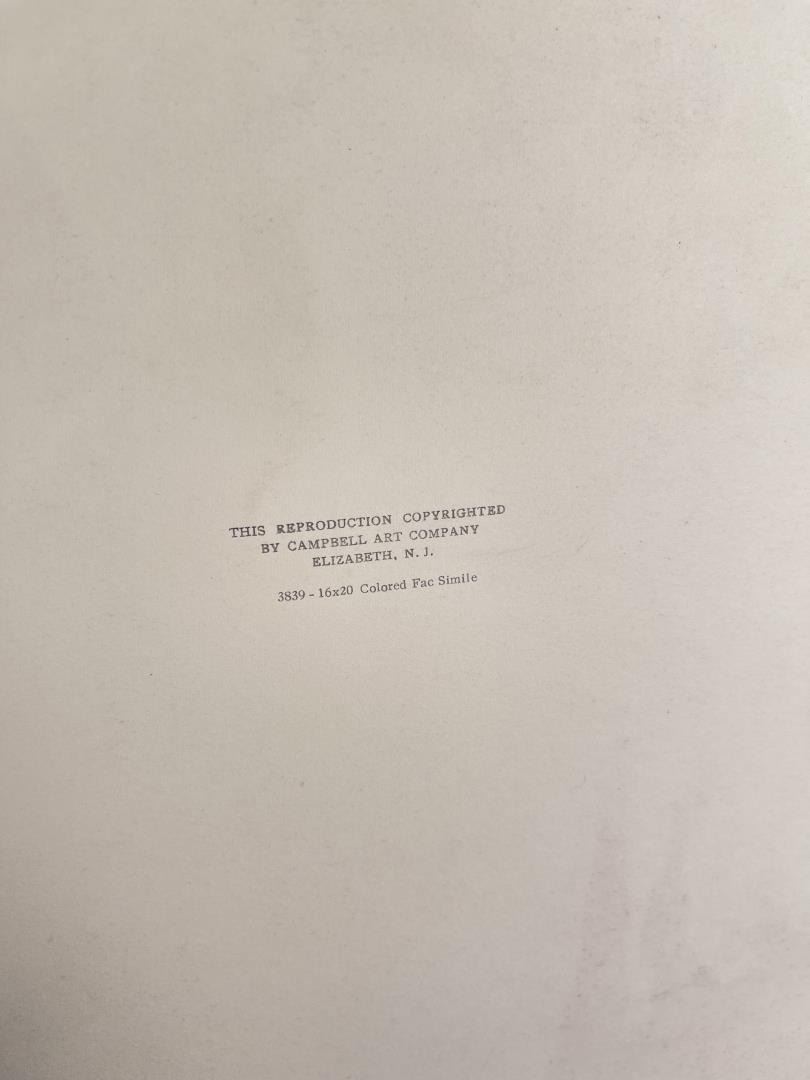 THIS REPRODUCTION COPYRIGHTED
BY CAMPBELL ART COMPANY
ELIZABETH, N. J.
3839 - 16x20 Colored Fac Simile